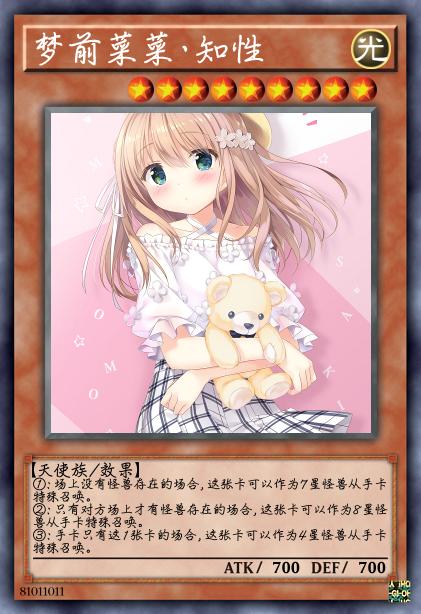 梦前菜菜·知性
光
【天使族/效果】
①:场上没有怪兽存在的场合,这张卡可以作为7星怪兽从手卡
特殊召唤。
②:只有对方场上才有怪兽存在的场合,这张卡可以作为8星怪
兽从手卡特殊召唤。
③:手卡只有这1张卡的场合,这张卡可以作为4星怪兽从手卡
特殊召唤。
ATK/ 700 DEF/ 700
81011011